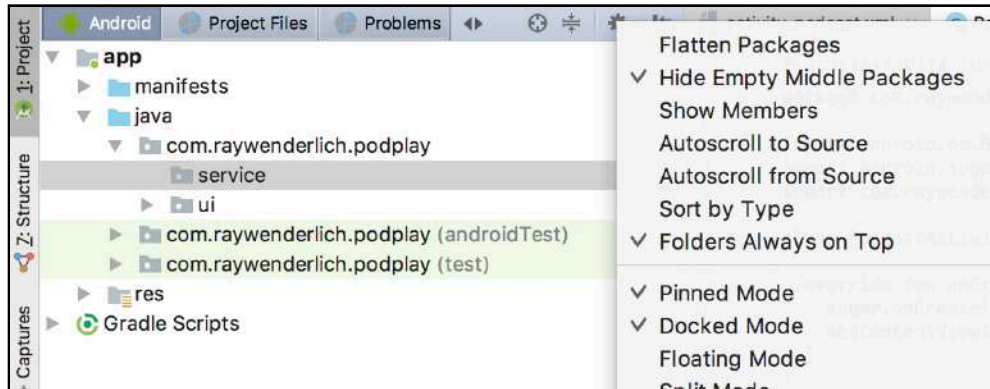 Android Project Files Problems
1: Project
app
manifests
java
com.raywenderlich.podplay
service
ui
com.raywenderlich.podplay (androidTest)
com.raywenderlich.podplay (test)
res
Gradle Scripts
Z: Structure
Captures
Flatten Packages
Hide Empty Middle Packages
Show Members
Autoscroll to Source
Autoscroll from Source
Sort by Type
Folders Always on Top
Pinned Mode
Docked Mode
Floating Mode
Split Mode